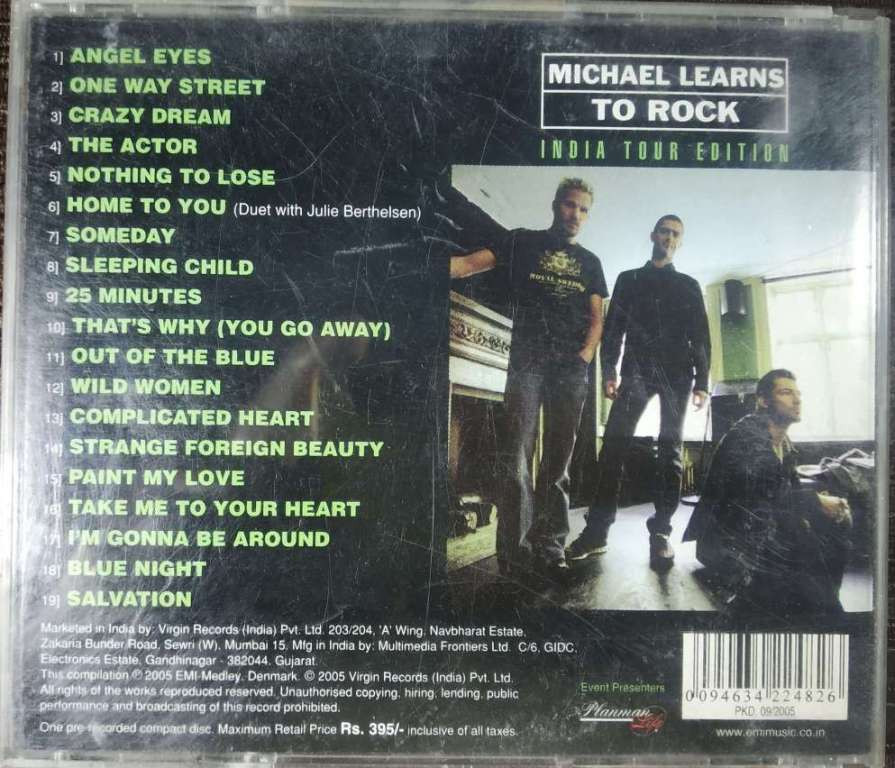 1] ANGEL EYES
2] ONE WAY STREET
3] CRAZY DREAM
4] THE ACTOR
5] NOTHING TO LOSE
6] HOME TO YOU (Duet with Julie Berthelsen)
7] SOMEDAY
8] SLEEPING CHILD
9] 25 MINUTES
10] THAT'S WHY (YOU GO AWAY)
11] OUT OF THE BLUE
12] WILD WOMEN
13] COMPLICATED HEART
14] STRANGE FOREIGN BEAUTY
15] PAINT MY LOVE
16] TAKE ME TO YOUR HEART
17] I'M GONNA BE AROUND
18] BLUE NIGHT
19] SALVATION
MICHAEL LEARNS
TO ROCK
INDIA TOUR EDITION
ROYAL SWEDISH
Marketed in India by: Virgin Records (India) Pvt. Ltd. 203/204, 'A' Wing, Navbharat Estate,
Zakaria Bunder Road, Sewri (W), Mumbai 15. Mfg in India by: Multimedia Frontiers Ltd. C/6, GIDC,
Electronics Estate, Gandhinagar - 382044. Gujarat.
This compilation ℗ 2005 EMI-Medley, Denmark. © 2005 Virgin Records (India) Pvt. Ltd.
All rights of the works reproduced reserved. Unauthorised copying, hiring, lending, public
performance and broadcasting of this record prohibited.
One pre-recorded compact disc. Maximum Retail Price Rs. 395/- inclusive of all taxes.
Event Presenters
Planman Life
0 094634 224826
PKD. 09/2005
www.emimusic.co.in